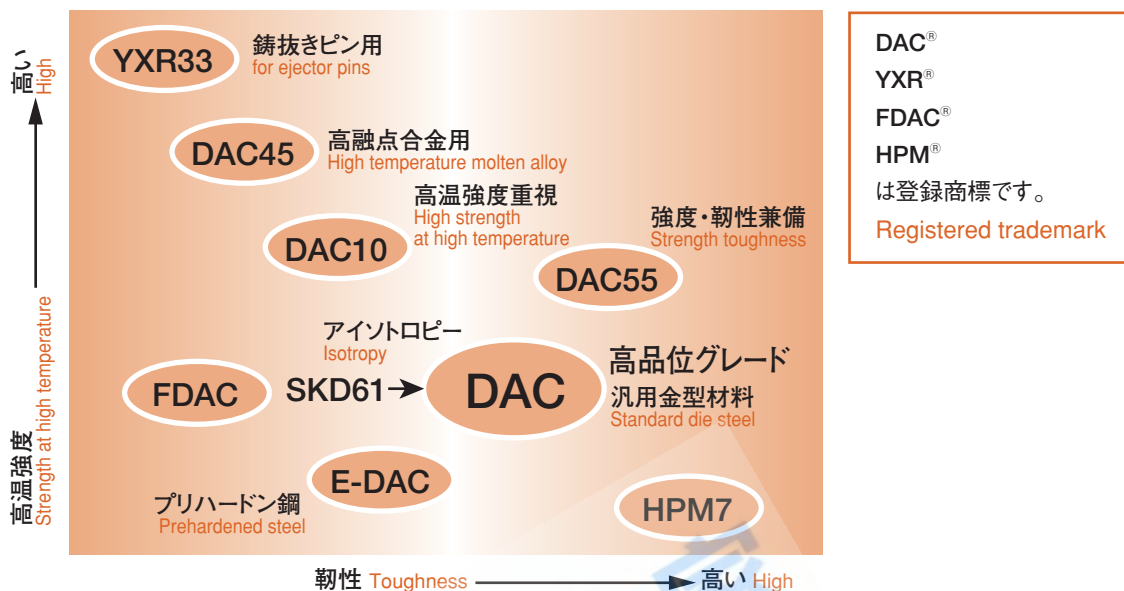 高い
High
高温強度
Strength at high temperature
YXR33
鋳抜きピン用
for ejector pins
DAC45
高融点合金用
High temperature molten alloy
DAC10
高温強度重視
High strength
at high temperature
強度・靭性兼備
Strength toughness
DAC55
アイソトロピー
Isotropy
FDAC
SKD61
DAC
高品位グレード
汎用金型材料
Standard die steel
E-DAC
プリハードン鋼
Prehardened steel
HPM7
靭性 Toughness 高い High
DAC®
YXR®
FDAC®
HPM®
は登録商標です。
Registered trademark